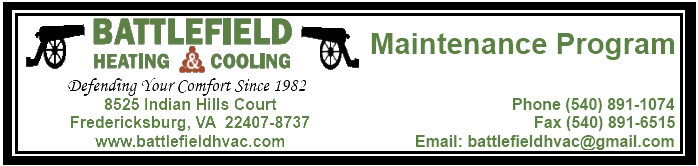 BATTLEFIELD
HEATING & COOLING
Defending Your Comfort Since 1982
8525 Indian Hills Court
Fredericksburg, VA 22407-8737
www.battlefieldhvac.com
Maintenance Program
Phone (540) 891-1074
Fax (540) 891-6515
Email: battlefieldhvac@gmail.com